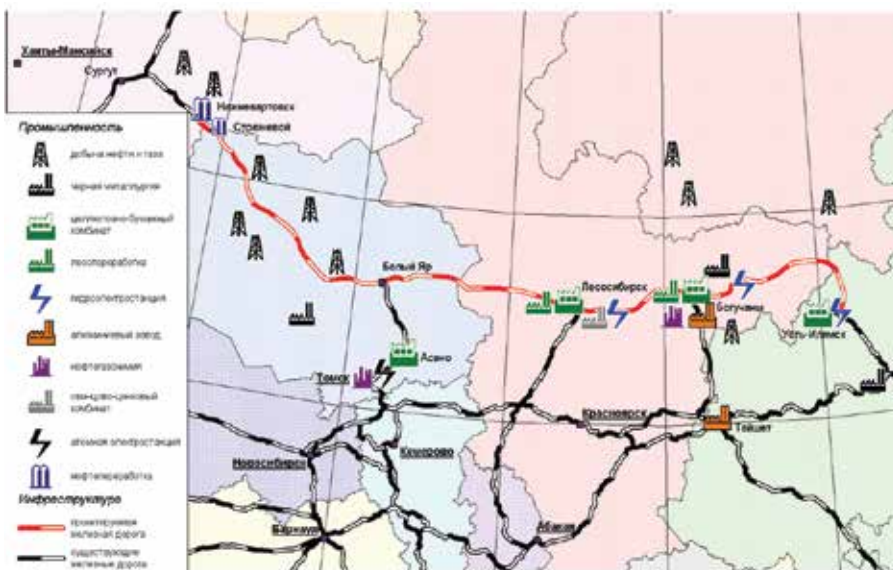 Ханты-Мансийск
Сургут
Нижневартовск
Стрежевой
Промышленность
добыча нефти и газа
черная металлургия
целлюлозно-бумажный
комбинат
лесопереработка
гидроэлектростанция
алюминиевый завод
нефтегазохимия
свинцово-цинковый
комбинат
атомная электростанция
нефтепереработка
Инфраструктура
проектируемая
железная дорога
существующие
железные дороги
Белый Яр
Лесосибирск
Богучаны
Усть-Илимск
Асино
Томск
Красноярск
Тайшет
Кемерово
Новосибирск
Барнаул
Абакан